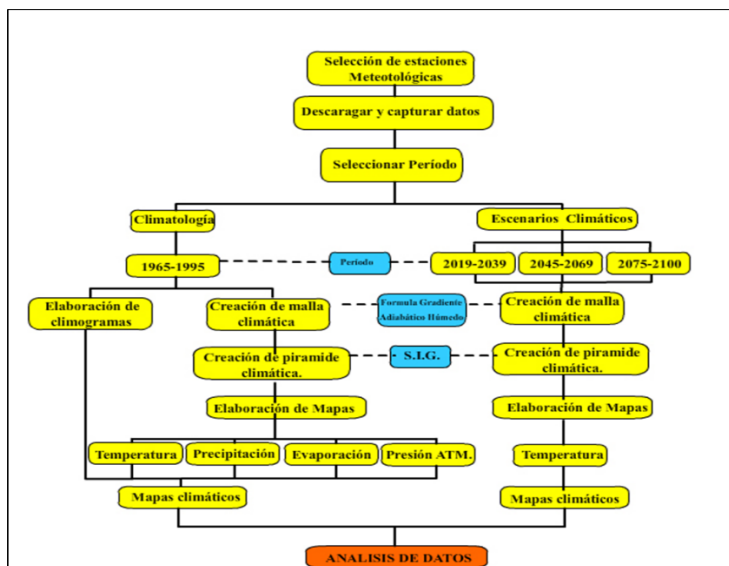 Selección de estaciones
Meteotológicas
Descaragar y capturar datos
Seleccionar Período
Climatología
Escenarios Climáticos
1965-1995
Período
2019-2039
2045-2069
2075-2100
Elaboración de
climogramas
Creación de malla
climática
Formula Gradiente
Adiabático Húmedo
Creación de malla
climática
Creación de piramide
climática.
S.I.G.
Creación de piramide
climática.
Elaboración de Mapas
Elaboración de Mapas
Temperatura
Precipitación
Evaporación
Presión ATM.
Temperatura
Mapas climáticos
Mapas climáticos
ANALISIS DE DATOS